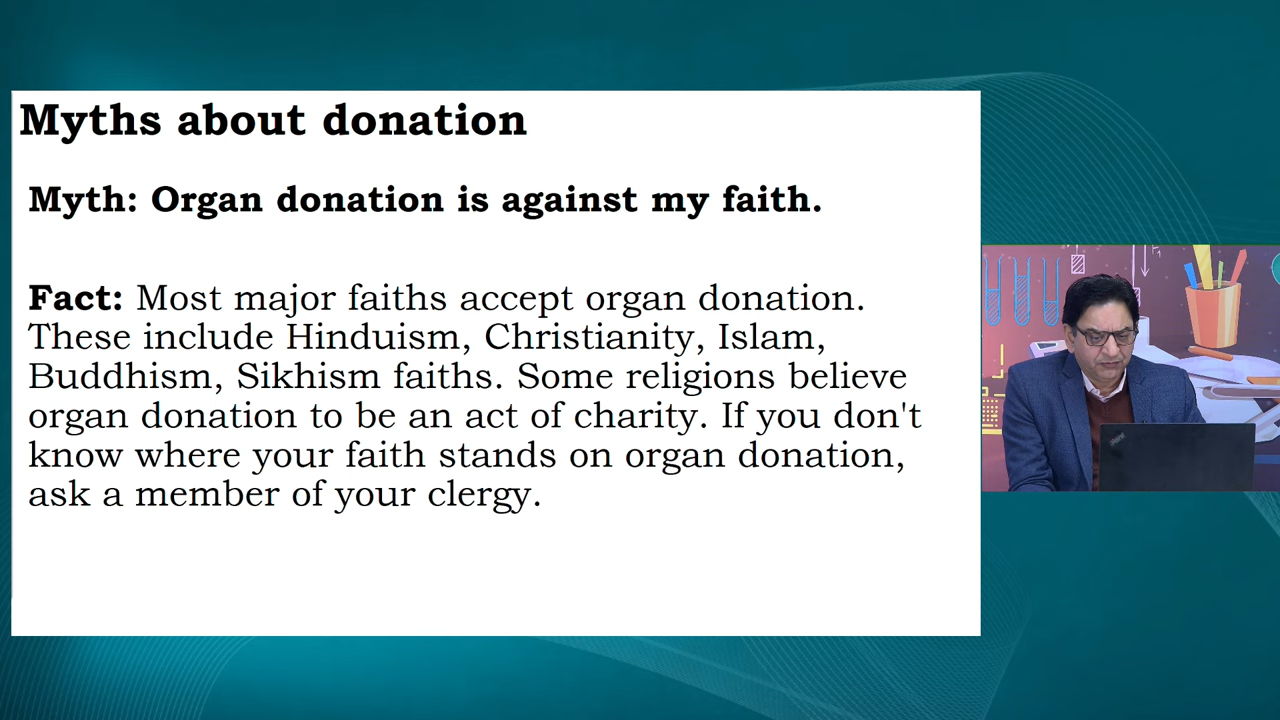 Myths about donation
Myth: Organ donation is against my faith.
Fact: Most major faiths accept organ donation.
These include Hinduism, Christianity, Islam,
Buddhism, Sikhism faiths. Some religions believe
organ donation to be an act of charity. If you don't
know where your faith stands on organ donation,
ask a member of your clergy.